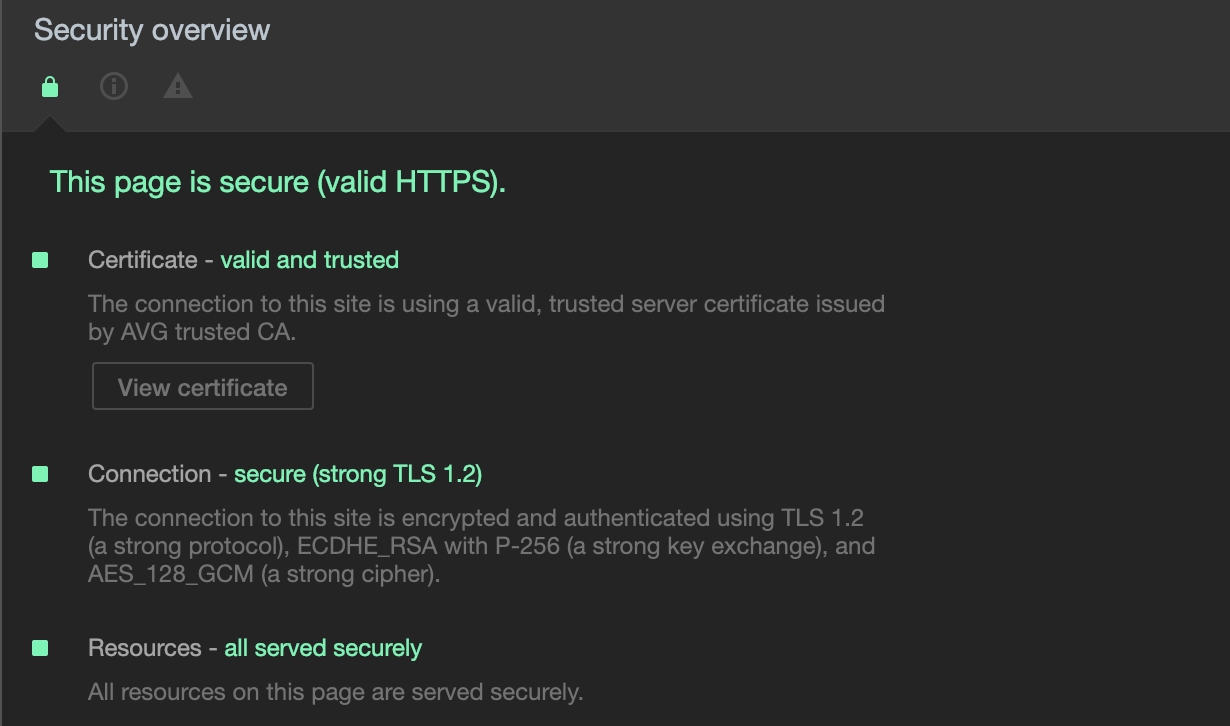 Security overview
This page is secure (valid HTTPS).
Certificate - valid and trusted
The connection to this site is using a valid, trusted server certificate issued
by AVG trusted CA.
View certificate
Connection - secure (strong TLS 1.2)
The connection to this site is encrypted and authenticated using TLS 1.2
(a strong protocol), ECDHE_RSA with P-256 (a strong key exchange), and
AES_128_GCM (a strong cipher).
Resources - all served securely
All resources on this page are served securely.